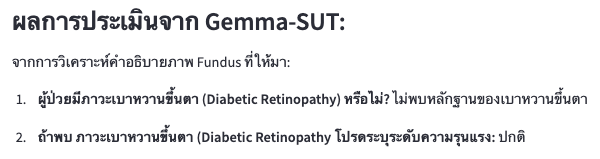 ผลการประเมินจาก Gemma-SUT:
จากการวิเคราะห์คำอธิบายภาพ Fundus ที่ให้มา:
1. ผู้ป่วยมีภาวะเบาหวานขึ้นตา (Diabetic Retinopathy) หรือไม่? ไม่พบหลักฐานของเบาหวานขึ้นตา
2. ถ้าพบ ภาวะเบาหวานขึ้นตา (Diabetic Retinopathy โปรดระบุระดับความรุนแรง: ปกติ